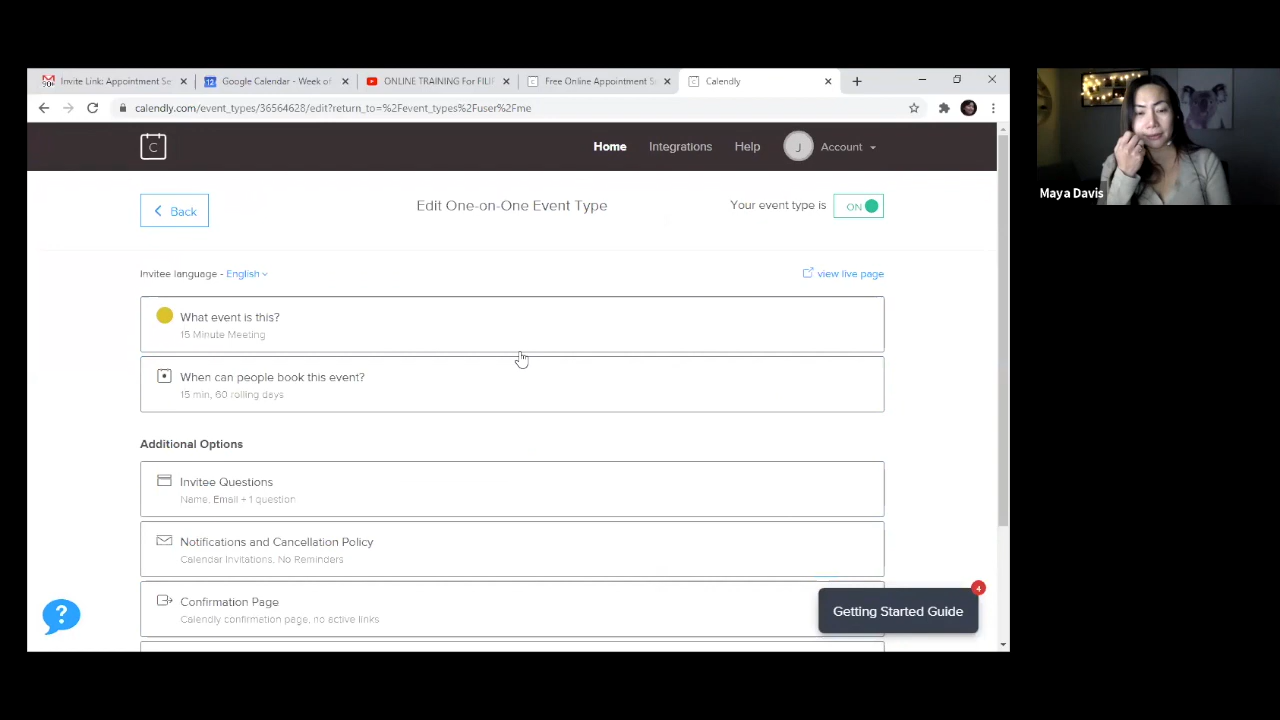 Invite Link: Appointment Se
Google Calendar - Week of
ONLINE TRAINING For FILIF
Free Online Appointment S
Calendly
calendly.com/event_types/36564628/edit?return_to=%2Fevent_types%2Fuser%2Fme
C
Home
Integrations
Help
J
Account
Back
Edit One-on-One Event Type
Your event type is
ON
Invitee language - English
view live page
What event is this?
15 Minute Meeting
When can people book this event?
15 min, 60 rolling days
Additional Options
Invitee Questions
Name, Email + 1 question
Notifications and Cancellation Policy
Calendar Invitations, No Reminders
Confirmation Page
Calendly confirmation page, no active links
?
4
Getting Started Guide
Maya Davis